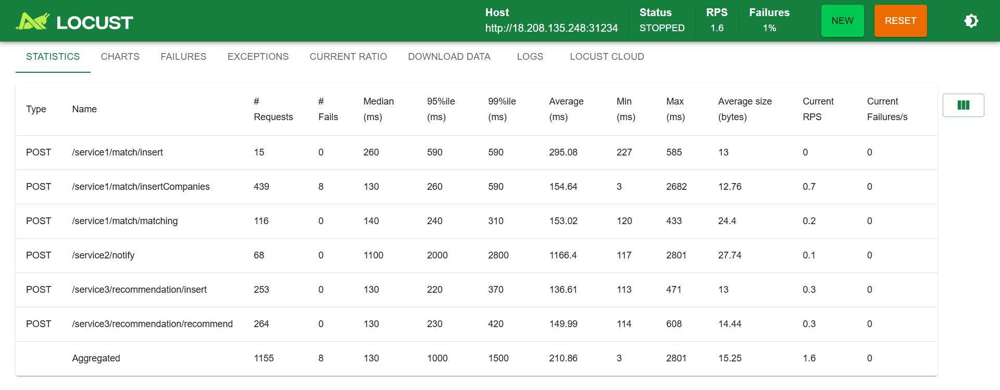 LOCUST
Host
http://18.208.135.248:31234
Status
STOPPED
RPS
1.6
Failures
1%
NEW
RESET
STATISTICS CHARTS FAILURES EXCEPTIONS CURRENT RATIO DOWNLOAD DATA LOGS LOCUST CLOUD
Type Name # Requests # Fails Median (ms) 95%ile (ms) 99%ile (ms) Average (ms) Min (ms) Max (ms) Average size (bytes) Current RPS Current Failures/s
POST /service1/match/insert 15 0 260 590 590 295.08 227 585 13 0 0
POST /service1/match/insertCompanies 439 8 130 260 590 154.64 3 2682 12.76 0.7 0
POST /service1/match/matching 116 0 140 240 310 153.02 120 433 24.4 0.2 0
POST /service2/notify 68 0 1100 2000 2800 1166.4 117 2801 27.74 0.1 0
POST /service3/recommendation/insert 253 0 130 220 370 136.61 113 471 13 0.3 0
POST /service3/recommendation/recommend 264 0 130 230 420 149.99 114 608 14.44 0.3 0
Aggregated 1155 8 130 1000 1500 210.86 3 2801 15.25 1.6 0